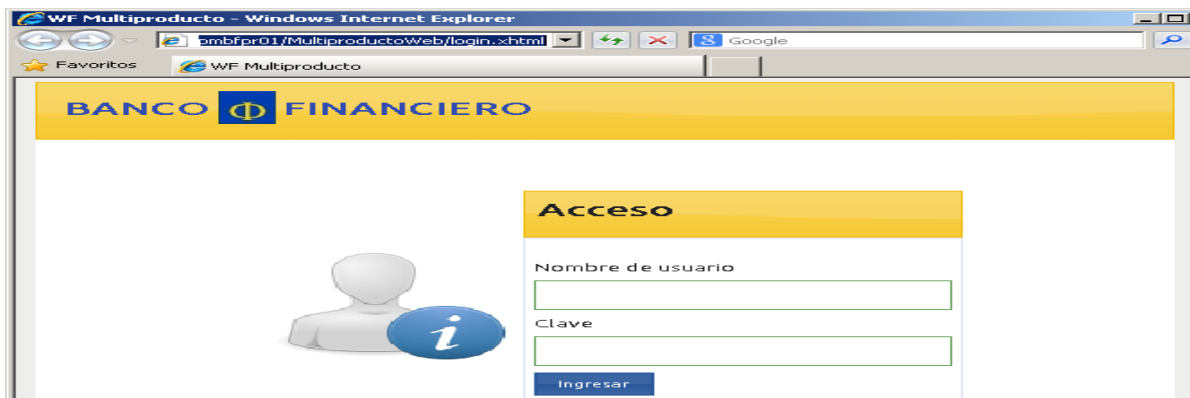 WF Multiproducto - Windows Internet Explorer
bmbfpr01/MultiproductoWeb/login.xhtml
Google
Favoritos
WF Multiproducto
BANCO FINANCIERO
Acceso
Nombre de usuario
Clave
Ingresar